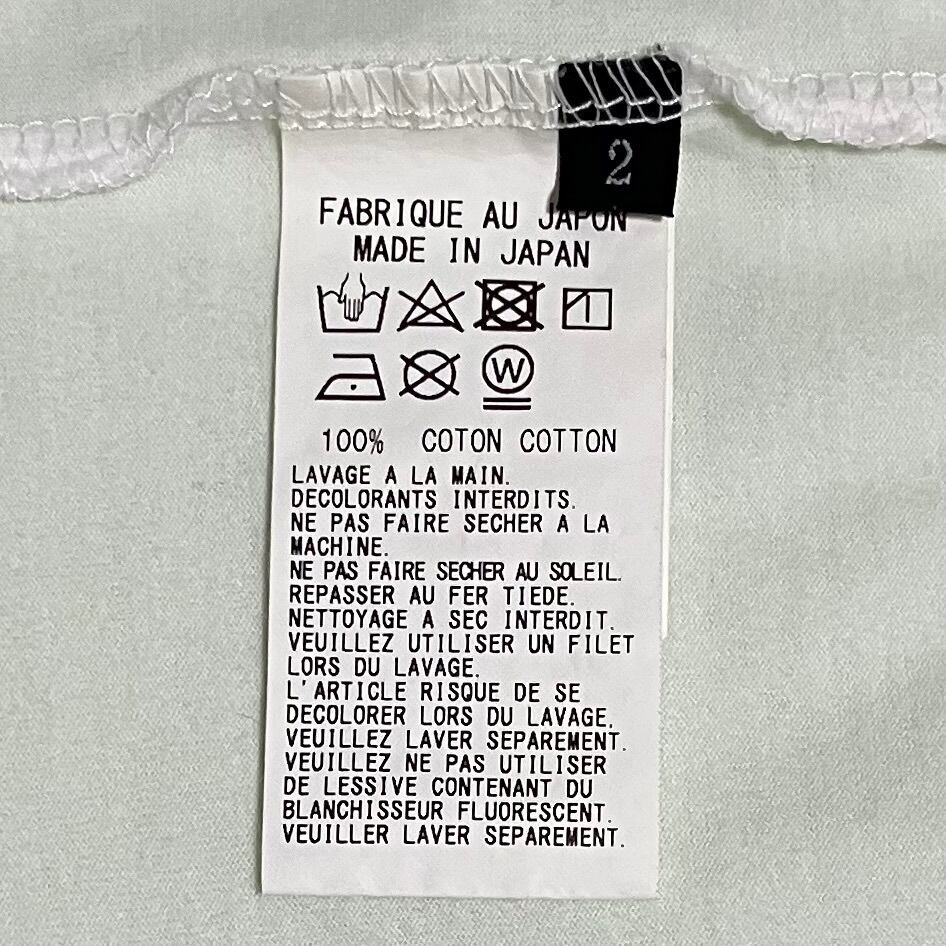 2
FABRIQUE AU JAPON
MADE IN JAPAN
W
100% COTON COTTON
LAVAGE A LA MAIN.
DECOLORANTS INTERDITS.
NE PAS FAIRE SECHER A LA
MACHINE.
NE PAS FAIRE SECHER AU SOLEIL.
REPASSER AU FER TIEDE.
NETTOYAGE A SEC INTERDIT.
VEUILLEZ UTILISER UN FILET
LORS DU LAVAGE.
L'ARTICLE RISQUE DE SE
DECOLORER LORS DU LAVAGE.
VEUILLEZ LAVER SEPAREMENT.
VEUILLEZ NE PAS UTILISER
DE LESSIVE CONTENANT DU
BLANCHISSEUR FLUORESCENT.
VEUILLER LAVER SEPAREMENT.